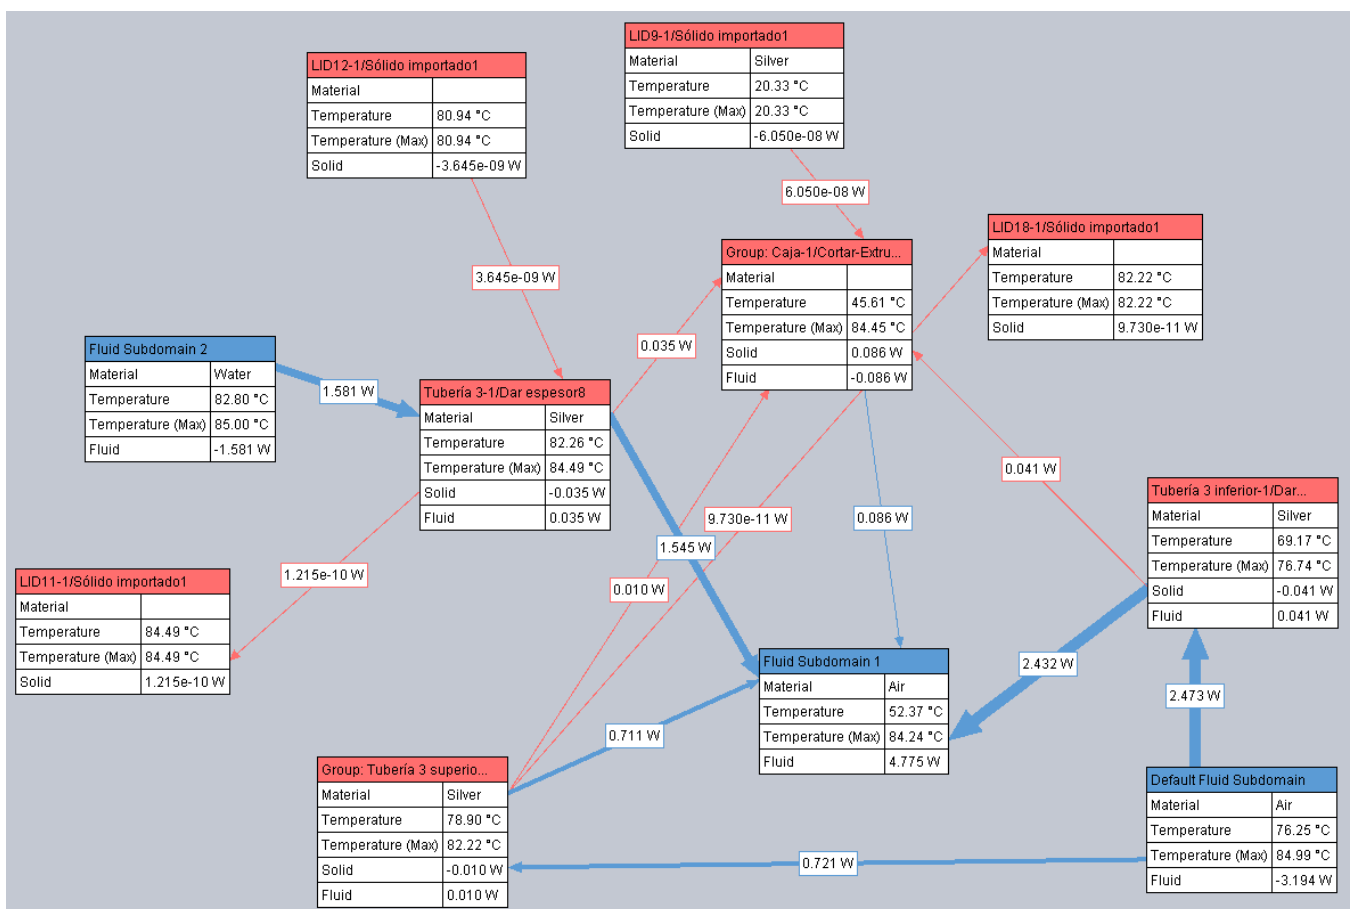 LID9-1/Sólido importado1
Material Silver
Temperature 20.33 °C
Temperature (Max) 20.33 °C
Solid -6.050e-08 W
LID12-1/Sólido importado1
Material
Temperature 80.94 °C
Temperature (Max) 80.94 °C
Solid -3.645e-09 W
6.050e-08 W
LID18-1/Sólido importado1
Material
Temperature 82.22 °C
Temperature (Max) 82.22 °C
Solid 9.730e-11 W
Group: Caja-1/Cortar-Extru...
Material
Temperature 45.61 °C
Temperature (Max) 84.45 °C
Solid 0.086 W
Fluid -0.086 W
3.645e-09 W
0.035 W
Fluid Subdomain 2
Material Water
Temperature 82.80 °C
Temperature (Max) 85.00 °C
Fluid -1.581 W
1.581 W
Tubería 3-1/Dar espesor8
Material Silver
Temperature 82.26 °C
Temperature (Max) 84.49 °C
Solid -0.035 W
Fluid 0.035 W
0.041 W
Tubería 3 inferior-1/Dar...
Material Silver
Temperature 69.17 °C
Temperature (Max) 76.74 °C
Solid -0.041 W
Fluid 0.041 W
9.730e-11 W
0.086 W
1.545 W
1.215e-10 W
0.010 W
LID11-1/Sólido importado1
Material
Temperature 84.49 °C
Temperature (Max) 84.49 °C
Solid 1.215e-10 W
Fluid Subdomain 1
Material Air
Temperature 52.37 °C
Temperature (Max) 84.24 °C
Fluid 4.775 W
2.432 W
2.473 W
0.711 W
Group: Tubería 3 superio...
Material Silver
Temperature 78.90 °C
Temperature (Max) 82.22 °C
Solid -0.010 W
Fluid 0.010 W
0.721 W
Default Fluid Subdomain
Material Air
Temperature 76.25 °C
Temperature (Max) 84.99 °C
Fluid -3.194 W